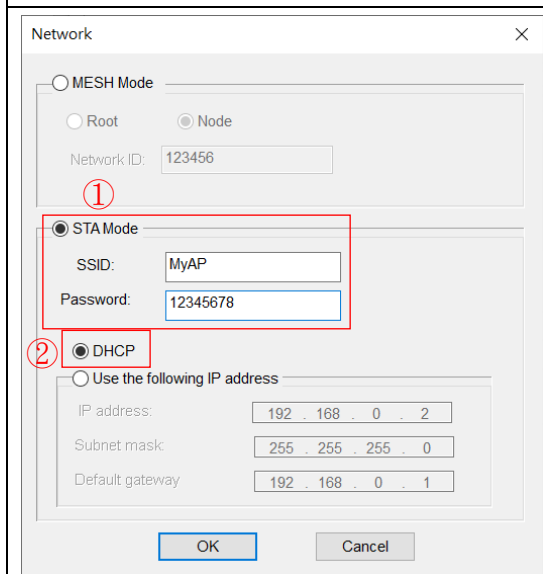 Network
MESH Mode
Root Node
Network ID: 123456
①
STA Mode
SSID: MyAP
Password: 12345678
② DHCP
Use the following IP address
IP address: 192 . 168 . 0 . 2
Subnet mask: 255 . 255 . 255 . 0
Default gateway 192 . 168 . 0 . 1
OK Cancel